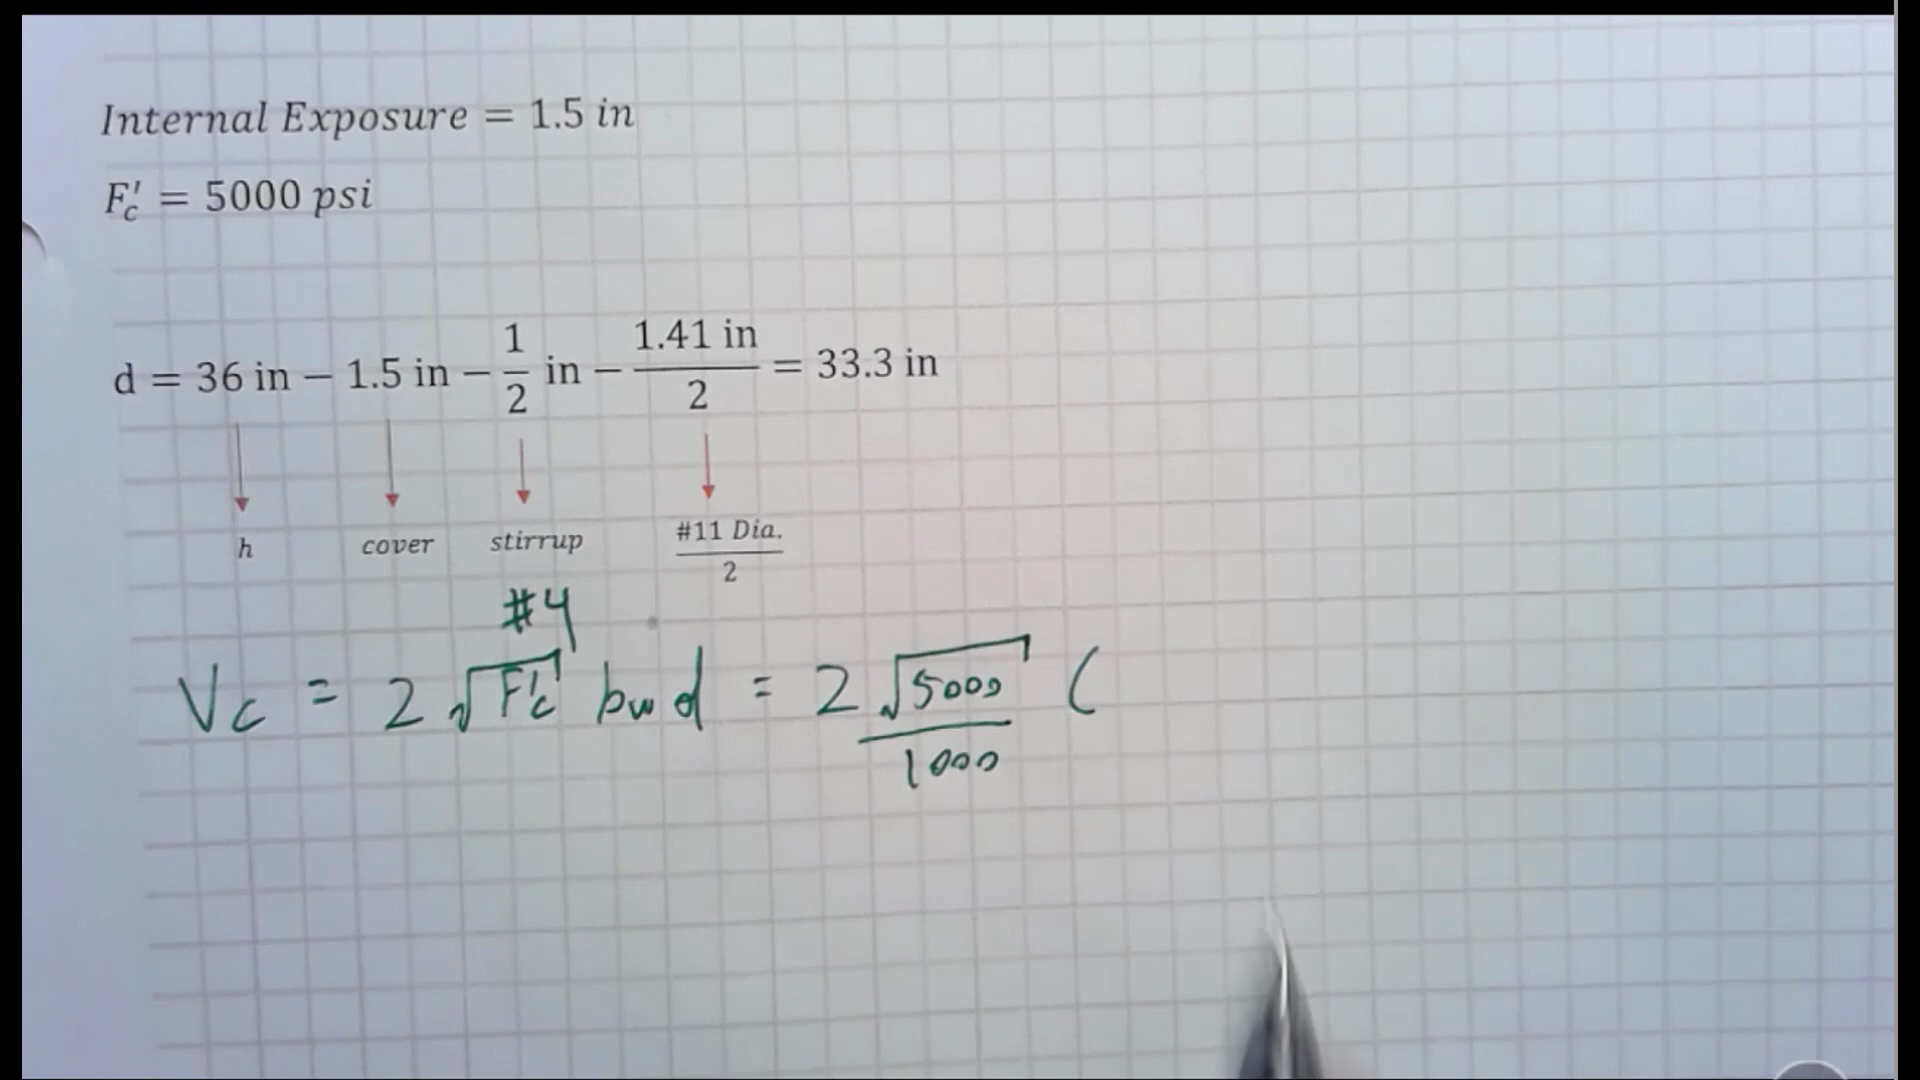 Internal Exposure = 1.5 in
F′c = 5000 psi
d = 36 in − 1.5 in − 1/2 in − 1.41 in/2 = 33.3 in
h cover stirrup #11 Dia./2
#4
Vc = 2 √F'c bw d = 2 √5000/1000 (